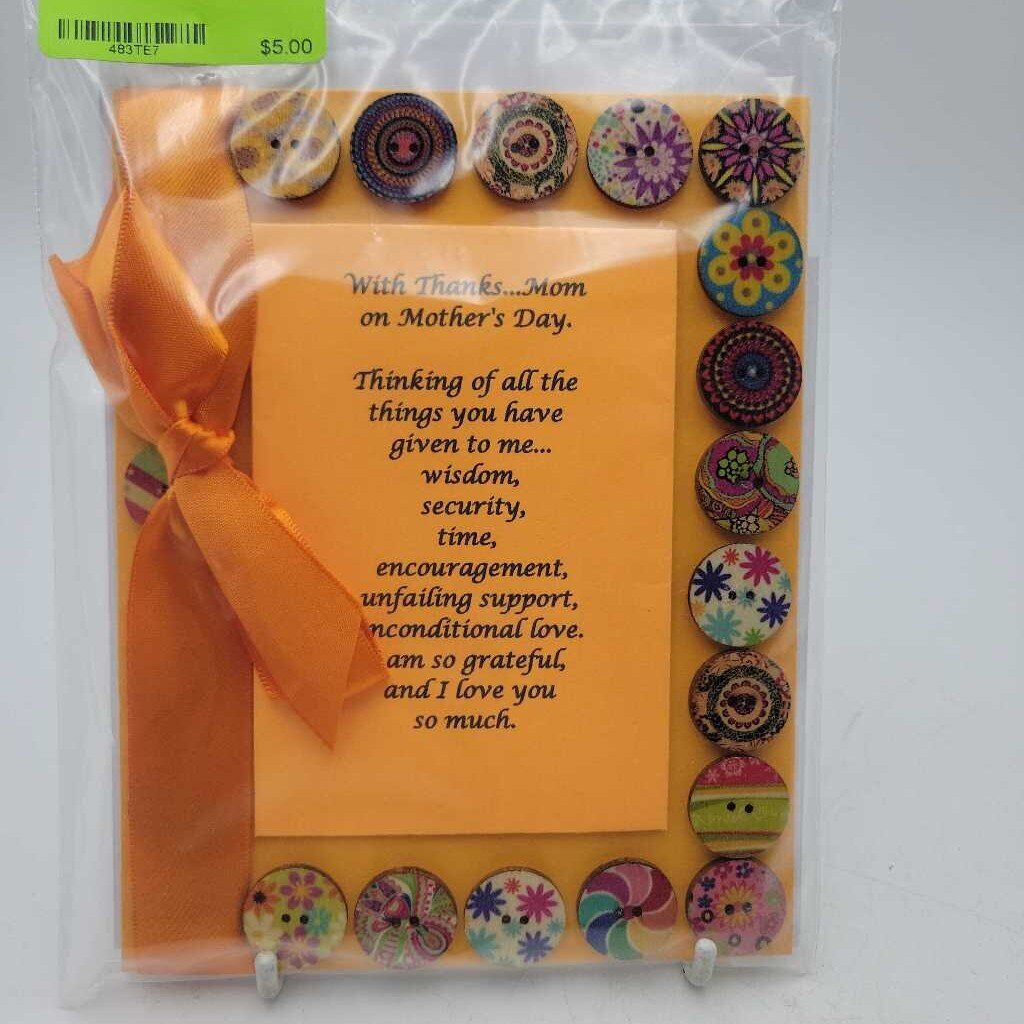 483TE7
$5.00
With Thanks...Mom
on Mother's Day.
Thinking of all the
things you have
given to me...
wisdom,
security,
time,
encouragement,
unfailing support,
nconditional love.
am so grateful,
and I love you
so much.